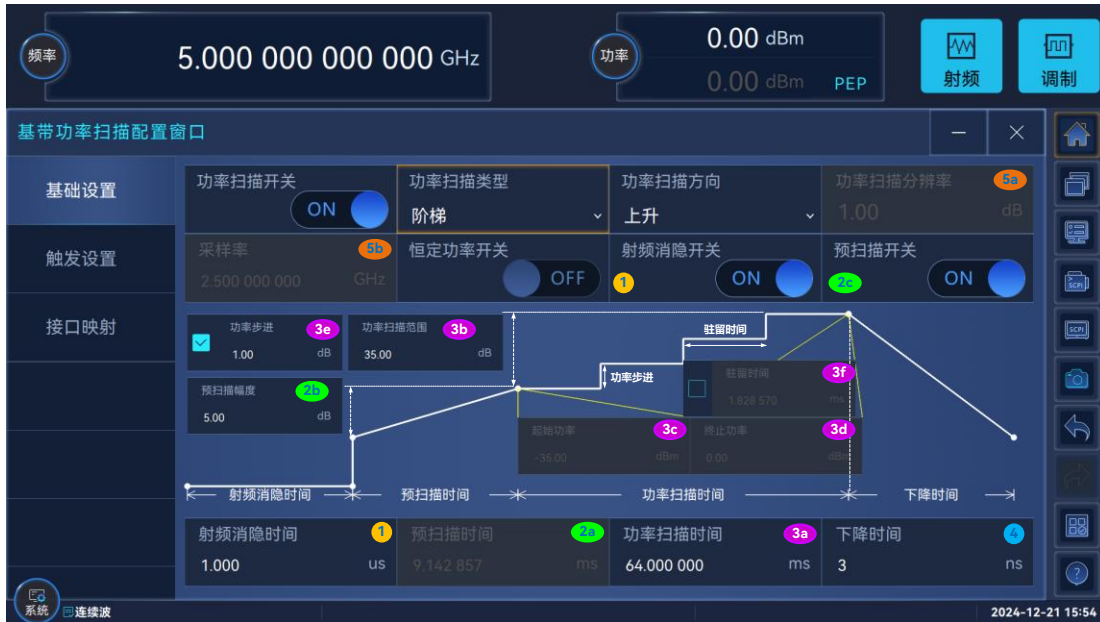 频率
5.000 000 000 000 GHz
功率
0.00 dBm
0.00 dBm PEP
射频
调制
基带功率扫描配置窗口
基础设置
触发设置
接口映射
功率扫描开关
ON
功率扫描类型
阶梯
功率扫描方向
上升
功率扫描分辨率 5a
1.00 dB
采样率 5b
2.500 000 000 GHz
恒定功率开关
OFF
射频消隐开关
1 ON
预扫描开关
2c ON
功率步进 3e
1.00 dB
功率扫描范围 3b
35.00 dB
预扫描幅度 2b
5.00 dB
驻留时间
功率步进
驻留时间 3f
1.828 570 ms
起始功率 3c
-35.00 dBm
终止功率 3d
0.00 dBm
射频消隐时间
预扫描时间
功率扫描时间
下降时间
射频消隐时间 1
1.000 us
预扫描时间 2a
9.142 857 ms
功率扫描时间 3a
64.000 000 ms
下降时间 4
3 ns
SCPI
SCPI
系统
连续波
2024-12-21 15:54